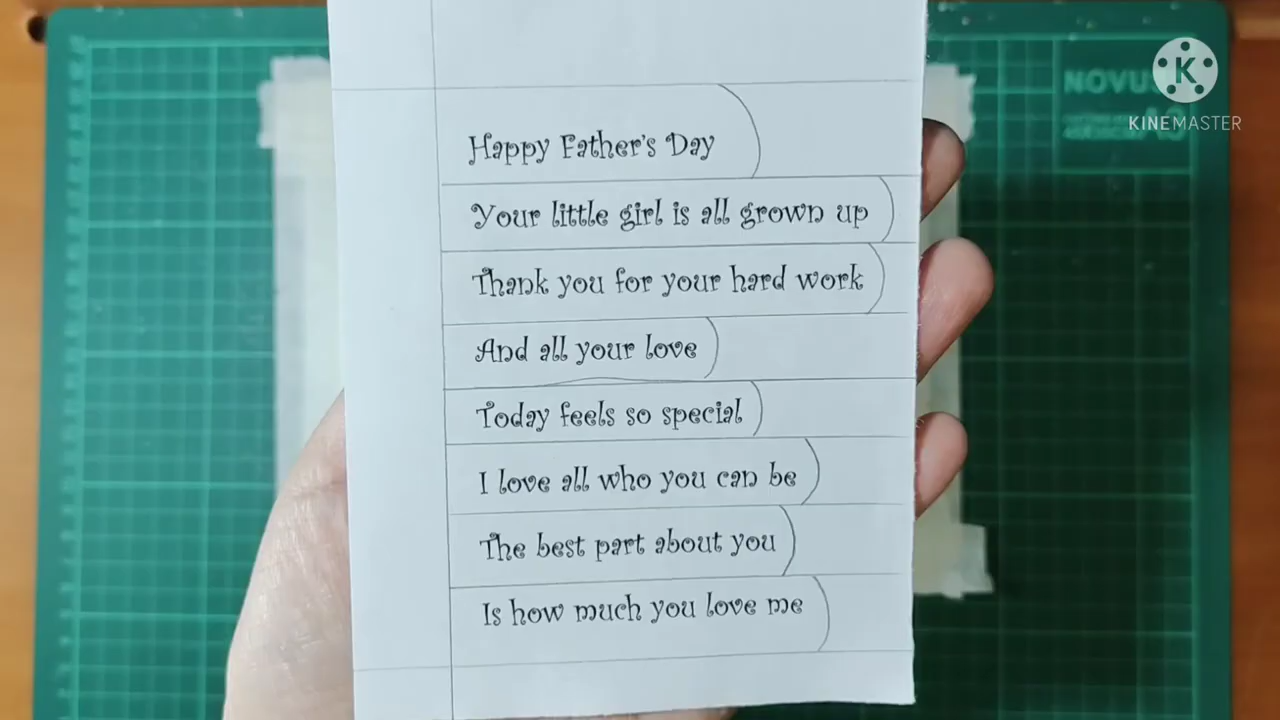 NOVUS
KINEMASTER
Happy Father's Day
Your little girl is all grown up
Thank you for your hard work
And all your love
Today feels so special
I love all who you can be
The best part about you
Is how much you love me